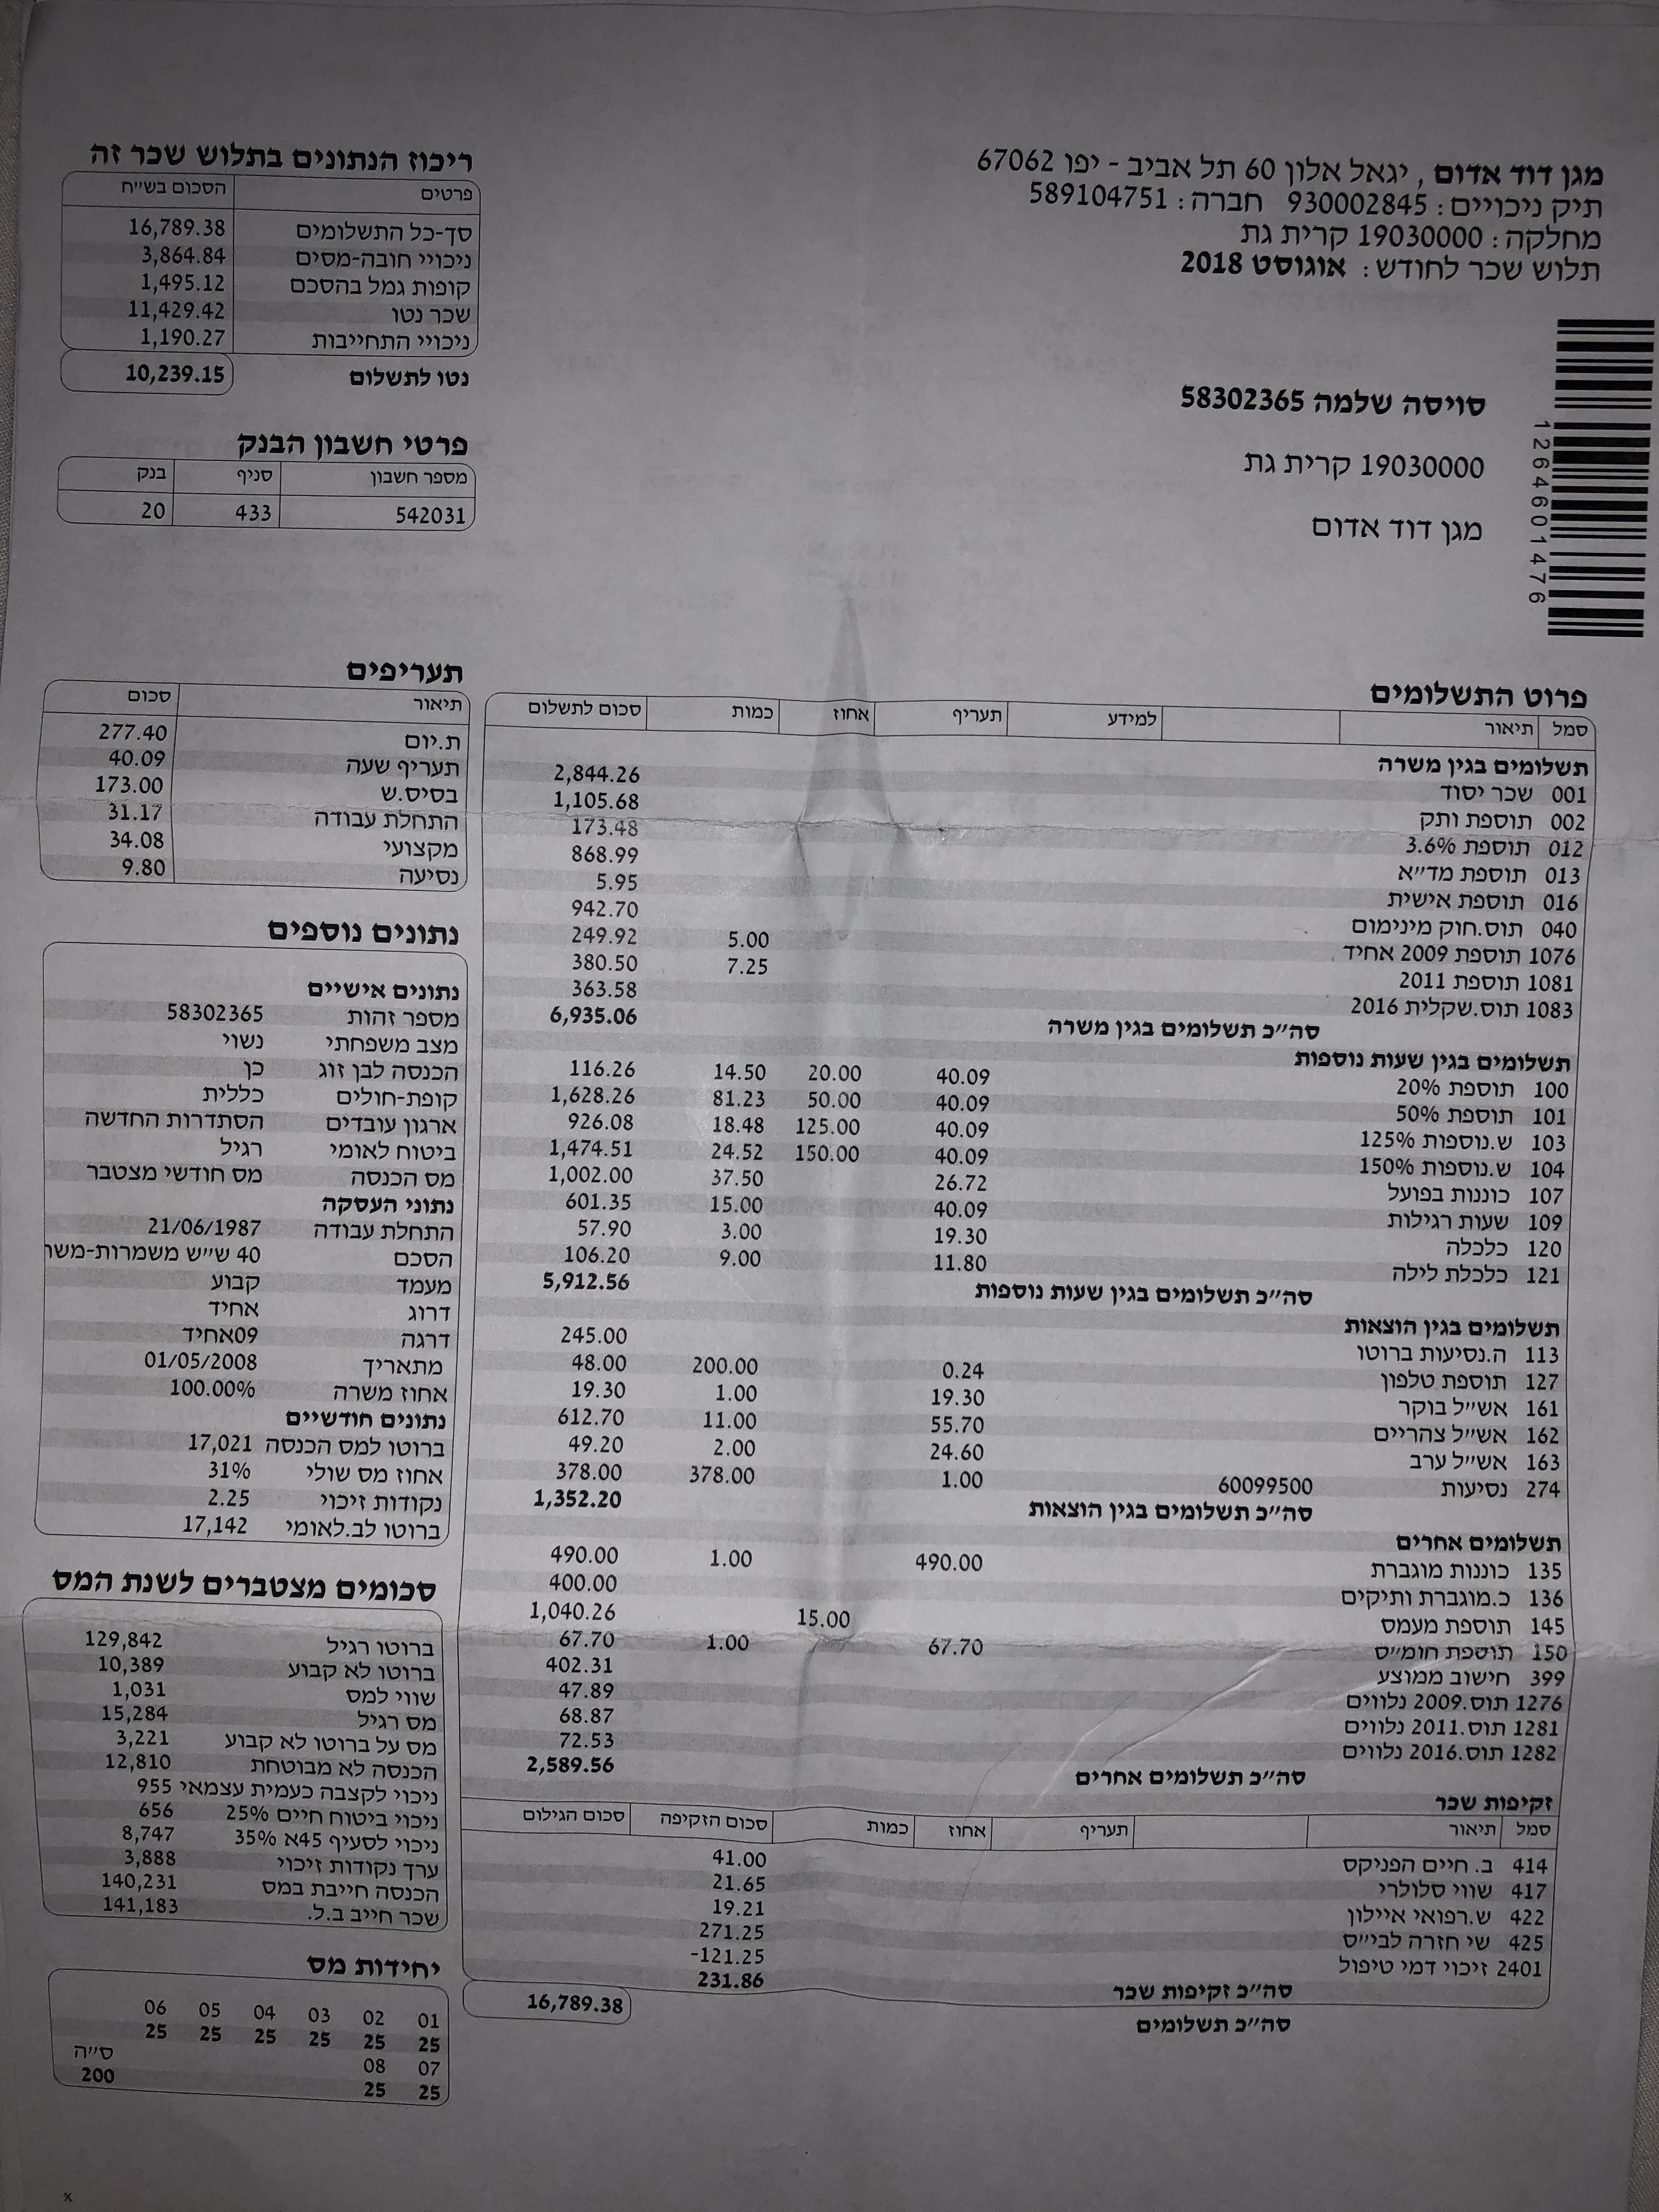 מגן דוד אדום, יגאל אלון 60 תל אביב - יפו 67062
תיק ניכויים: 930002845 חברה: 589104751
מחלקה: 19030000 קרית גת
תלוש שכר לחודש: אוגוסט 2018
ריכוז הנתונים בתלוש שכר זה
פרטים הסכום בש"ח
סך-כל התשלומים 16,789.38
ניכויי חובה-מסים 3,864.84
קופות גמל בהסכם 1,495.12
שכר נטו 11,429.42
ניכויי התחייבות 1,190.27
נטו לתשלום 10,239.15
1264601476
סויסה שלמה 58302365
19030000 קרית גת
מגן דוד אדום
פרטי חשבון הבנק
מספר חשבון סניף בנק
542031 433 20
פרוט התשלומים
סמל תיאור למידע תעריף אחוז כמות סכום לתשלום
תשלומים בגין משרה
001 שכר יסוד 2,844.26
002 תוספת ותק 1,105.68
012 תוספת 3.6% 173.48
013 תוספת מד"א 868.99
016 תוספת אישית 5.95
040 תוס.חוק מינימום 942.70
1076 תוספת 2009 אחיד 5.00 249.92
1081 תוספת 2011 7.25 380.50
1083 תוס.שקלית 2016 363.58
סה"כ תשלומים בגין משרה 6,935.06
תשלומים בגין שעות נוספות
100 תוספת 20% 40.09 20.00 14.50 116.26
101 תוספת 50% 40.09 50.00 81.23 1,628.26
103 ש.נוספות 125% 40.09 125.00 18.48 926.08
104 ש.נוספות 150% 40.09 150.00 24.52 1,474.51
107 כוננות בפועל 26.72 37.50 1,002.00
109 שעות רגילות 40.09 15.00 601.35
120 כלכלה 19.30 3.00 57.90
121 כלכלת לילה 11.80 9.00 106.20
סה"כ תשלומים בגין שעות נוספות 5,912.56
תשלומים בגין הוצאות
113 ה.נסיעות ברוטו 245.00
127 תוספת טלפון 0.24 200.00 48.00
161 אש"ל בוקר 19.30 1.00 19.30
162 אש"ל צהריים 55.70 11.00 612.70
163 אש"ל ערב 24.60 2.00 49.20
274 נסיעות 60099500 1.00 378.00 378.00
סה"כ תשלומים בגין הוצאות 1,352.20
תשלומים אחרים
135 כוננות מוגברת 490.00 1.00 490.00
136 כ.מוגברת ותיקים 400.00
145 תוספת מעמס 15.00 1,040.26
150 תוספת חומ"ס 67.70 1.00 67.70
399 חישוב ממוצע 402.31
1276 תוס.2009 נלווים 47.89
1281 תוס.2011 נלווים 68.87
1282 תוס.2016 נלווים 72.53
סה"כ תשלומים אחרים 2,589.56
זקיפות שכר
סמל תיאור תעריף אחוז כמות סכום הזקיפה סכום הגילום
414 ב. חיים הפניקס 41.00
417 שווי סלולרי 21.65
422 ש.רפואי איילון 19.21
425 שי חזרה לבי"ס 271.25
2401 זיכוי דמי טיפול -121.25
סה"כ זקיפות שכר 231.86
סה"כ תשלומים 16,789.38
תעריפים
תיאור סכום
ת.יום 277.40
תעריף שעה 40.09
בסיס.ש 173.00
התחלת עבודה 31.17
מקצועי 34.08
נסיעה 9.80
נתונים נוספים
נתונים אישיים
מספר זהות 58302365
מצב משפחתי נשוי
הכנסה לבן זוג כן
קופת-חולים כללית
ארגון עובדים הסתדרות החדשה
ביטוח לאומי רגיל
מס הכנסה מס חודשי מצטבר
נתוני העסקה
התחלת עבודה 21/06/1987
הסכם 40 ש"ש משמרות-משר
מעמד קבוע
דרוג אחיד
דרגה 09אחיד
מתאריך 01/05/2008
אחוז משרה 100.00%
נתונים חודשיים
ברוטו למס הכנסה 17,021
אחוז מס שולי 31%
נקודות זיכוי 2.25
ברוטו לב.לאומי 17,142
סכומים מצטברים לשנת המס
ברוטו רגיל 129,842
ברוטו לא קבוע 10,389
שווי למס 1,031
מס רגיל 15,284
מס על ברוטו לא קבוע 3,221
הכנסה לא מבוטחת 12,810
ניכוי לקצבה כעמית עצמאי 955
ניכוי ביטוח חיים 25% 656
ניכוי לסעיף 45א 35% 8,747
ערך נקודות זיכוי 3,888
הכנסה חייבת במס 140,231
שכר חייב ב.ל. 141,183
יחידות מס
01 02 03 04 05 06
25 25 25 25 25 25
07 08 ס"ה
25 25 200
x